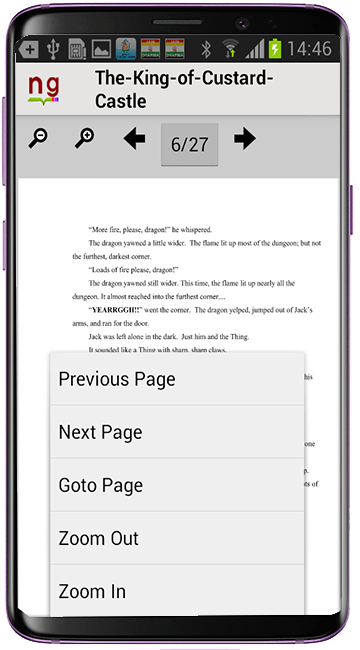 14:46
ng
The-King-of-Custard-
Castle
6/27
“More fire, please, dragon!” he whispered.
The dragon yawned a little wider.  The flame lit up most of the dungeon; but not
the furthest, darkest corner.
“Loads of fire please, dragon!”
The dragon yawned still wider. This time, the flame lit up nearly all the
dungeon. It almost reached into the furthest corner....
“YEARRGGH!!” went the corner.  The dragon yelped, jumped out of Jack’s
arms, and ran for the door.
Jack was left alone in the dark.  Just him and the Thing.
It sounded like a Thing with sharp, sharp claws.
his
one
p.
ts of
Previous Page
Next Page
Goto Page
Zoom Out
Zoom In